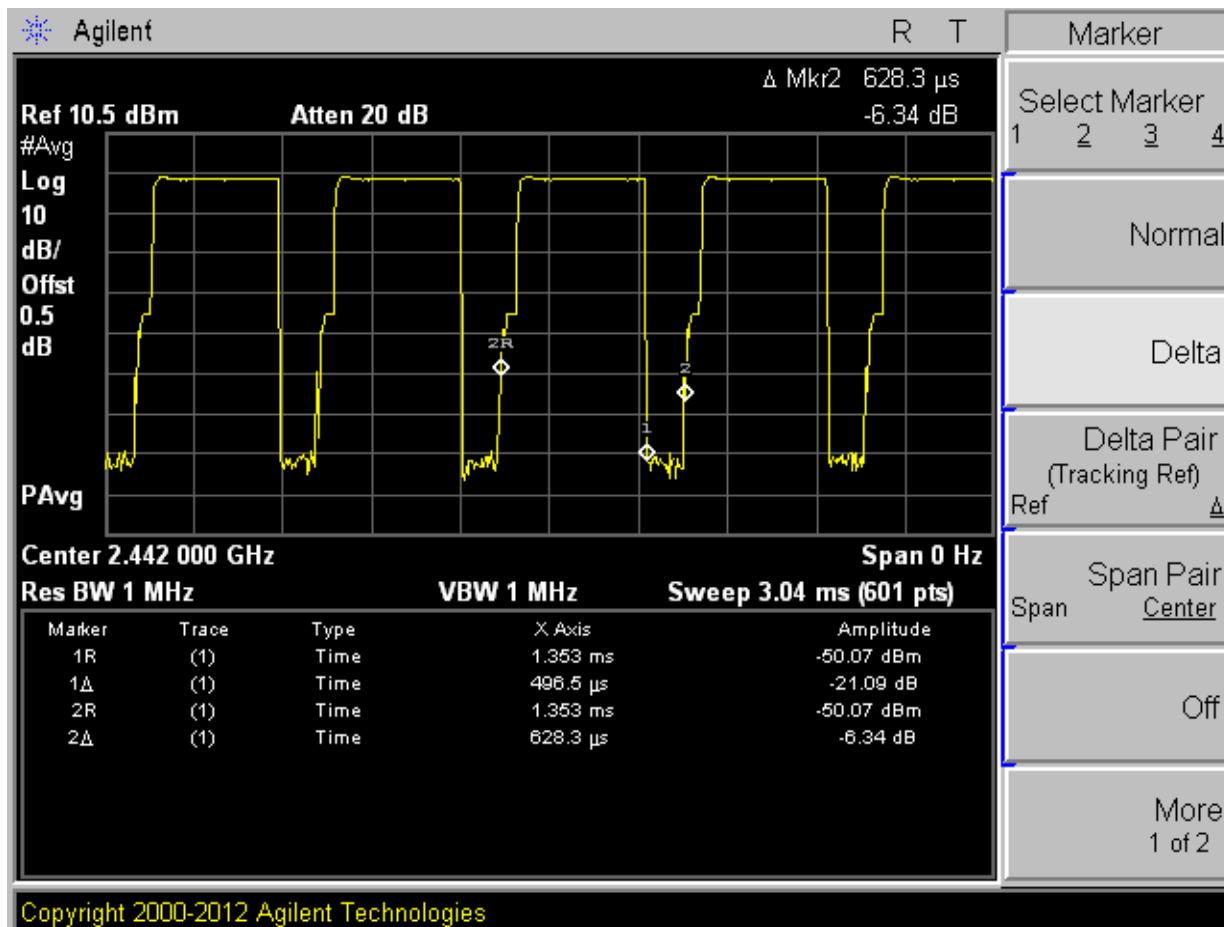 Agilent R T Marker
Δ Mkr2 628.3 µs
Ref 10.5 dBm Atten 20 dB -6.34 dB
#Avg
Log
10
dB/
Offst
0.5
dB
2R
2
1
PAvg
Center 2.442 000 GHz Span 0 Hz
Res BW 1 MHz VBW 1 MHz Sweep 3.04 ms (601 pts)
Marker Trace Type X Axis Amplitude
1R (1) Time 1.353 ms -50.07 dBm
1Δ (1) Time 496.5 µs -21.09 dB
2R (1) Time 1.353 ms -50.07 dBm
2Δ (1) Time 628.3 µs -6.34 dB
Select Marker
1 2 3 4
Normal
Delta
Delta Pair
(Tracking Ref)
Ref Δ
Span Pair
Span Center
Off
More
1 of 2
Copyright 2000-2012 Agilent Technologies